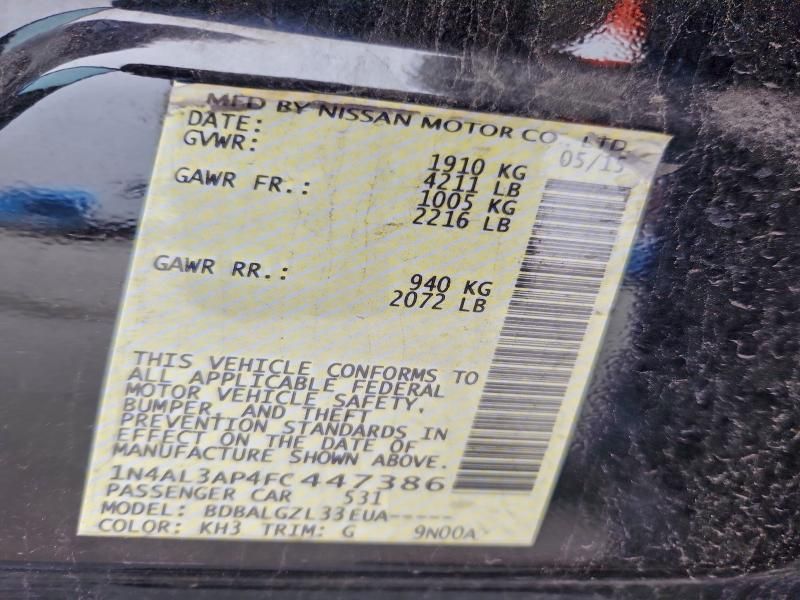 MFD BY NISSAN MOTOR CO., LTD.
DATE: 05/15
GVWR: 1910 KG
4211 LB
GAWR FR.: 1005 KG
2216 LB
GAWR RR.: 940 KG
2072 LB
THIS VEHICLE CONFORMS TO
ALL APPLICABLE FEDERAL
MOTOR VEHICLE SAFETY,
BUMPER, AND THEFT
PREVENTION STANDARDS IN
EFFECT ON THE DATE OF
MANUFACTURE SHOWN ABOVE.
1N4AL3AP4FC447386
PASSENGER CAR 531
MODEL: BDBALGZL33EUA-----
COLOR: KH3 TRIM: G 9N00A